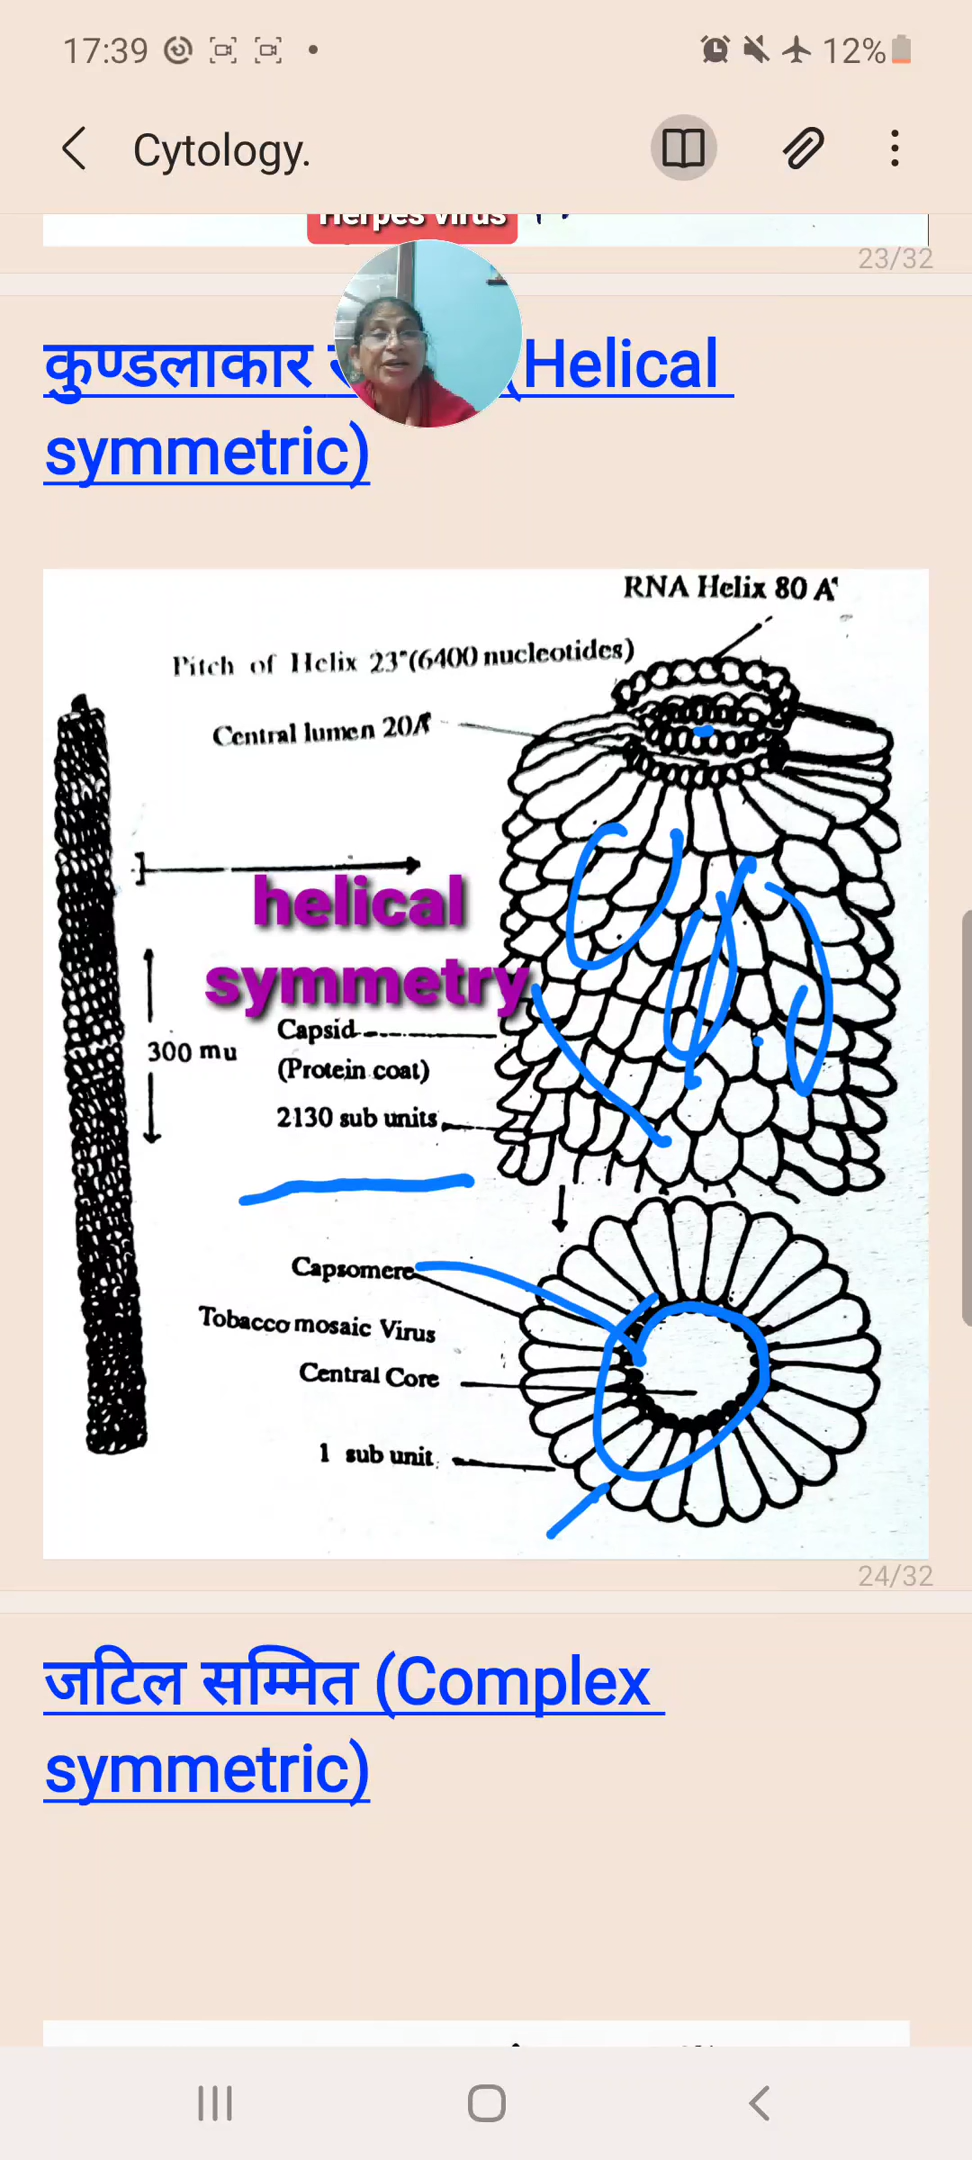 17:39
12%
Cytology.
Herpes virus
23/32
कुण्डलाकार (Helical
symmetric)
RNA Helix 80 A°
Pitch of Helix 23"(6400 nucleotides)
Central lumen 20A°
helical
symmetry
Capsid
300 mu
(Protein coat)
2130 sub units
Capsomere
Tobacco mosaic Virus
Central Core
1 sub unit
24/32
जटिल सम्मित (Complex
symmetric)